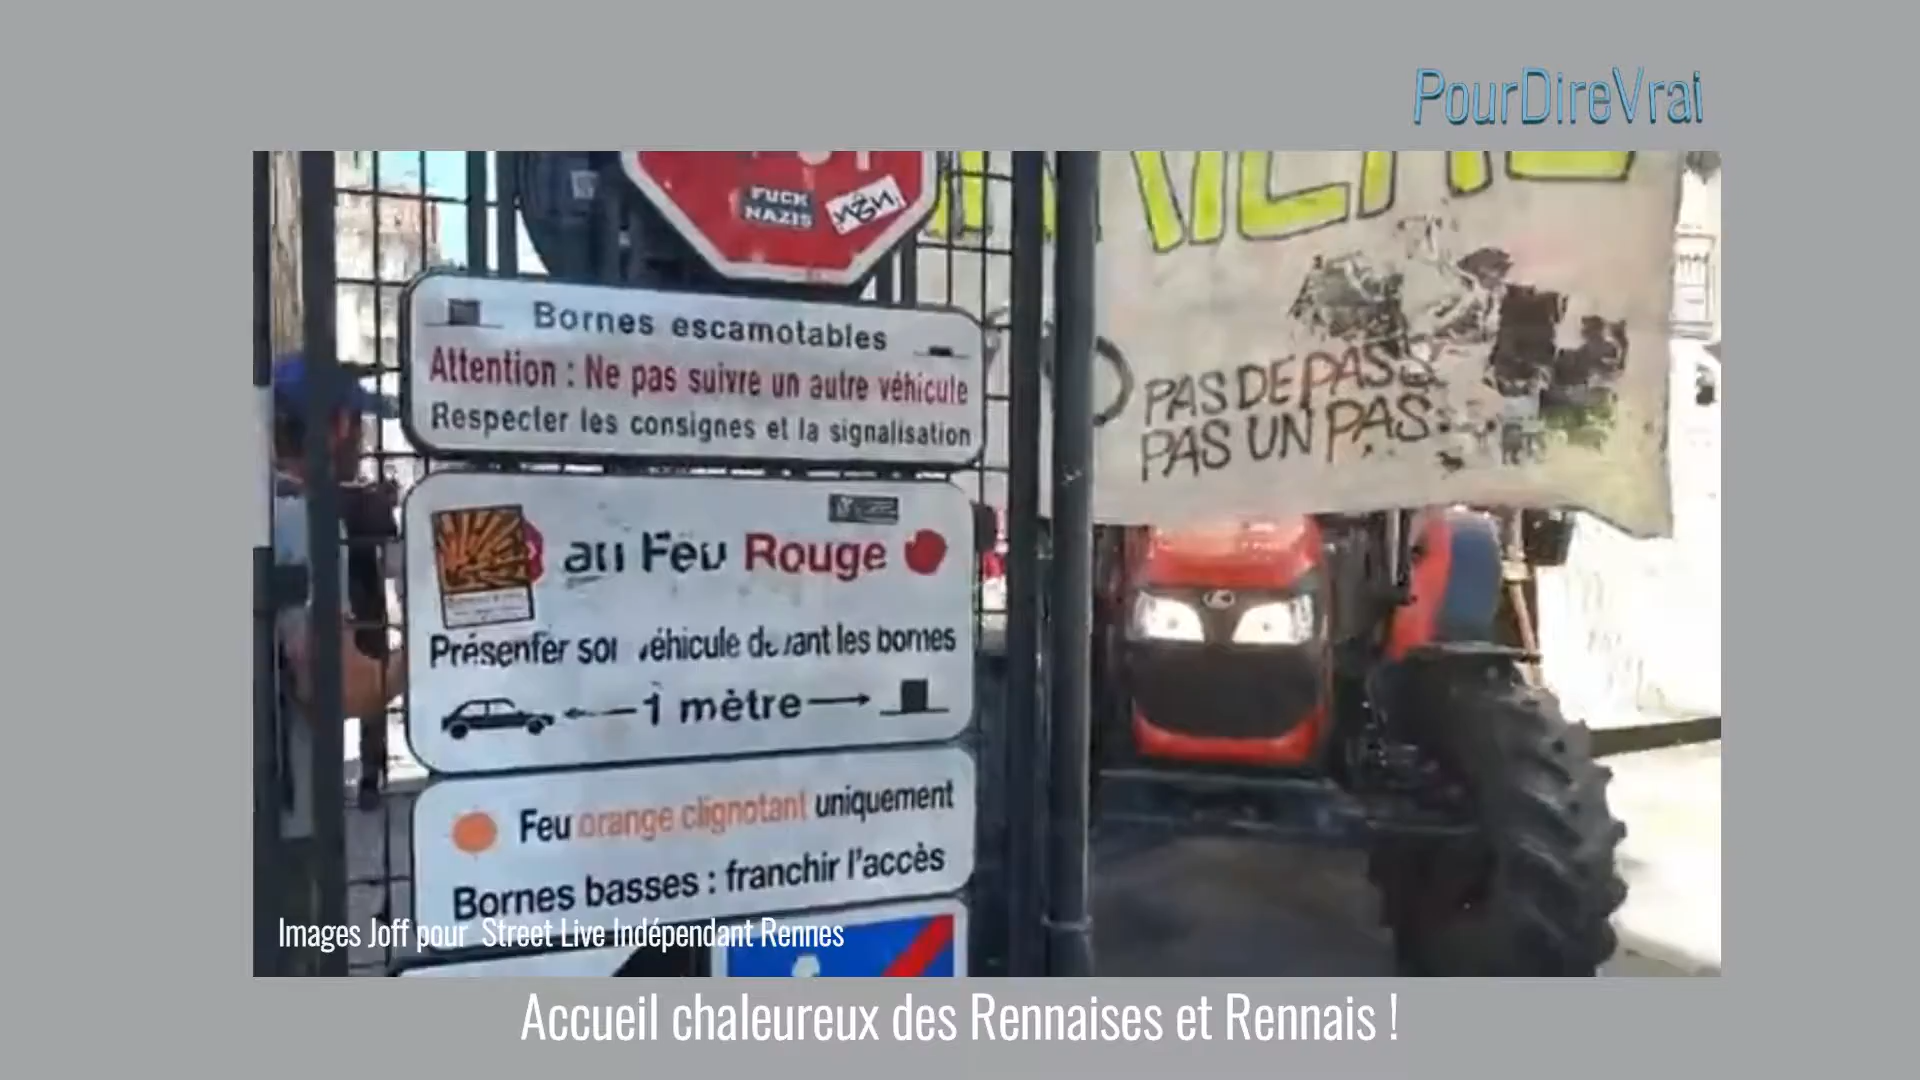 PourDireVrai
FUCK
NAZIS
Bornes escamotables
Attention : Ne pas suivre un autre véhicule
Respecter les consignes et la signalisation
PAS DE PASS
PAS UN PAS
au Feu Rouge
Présenter son véhicule devant les bornes
1 mètre
Feu orange clignotant uniquement
Bornes basses : franchir l'accès
Images Joff pour Street Live Indépendant Rennes
Accueil chaleureux des Rennaises et Rennais !